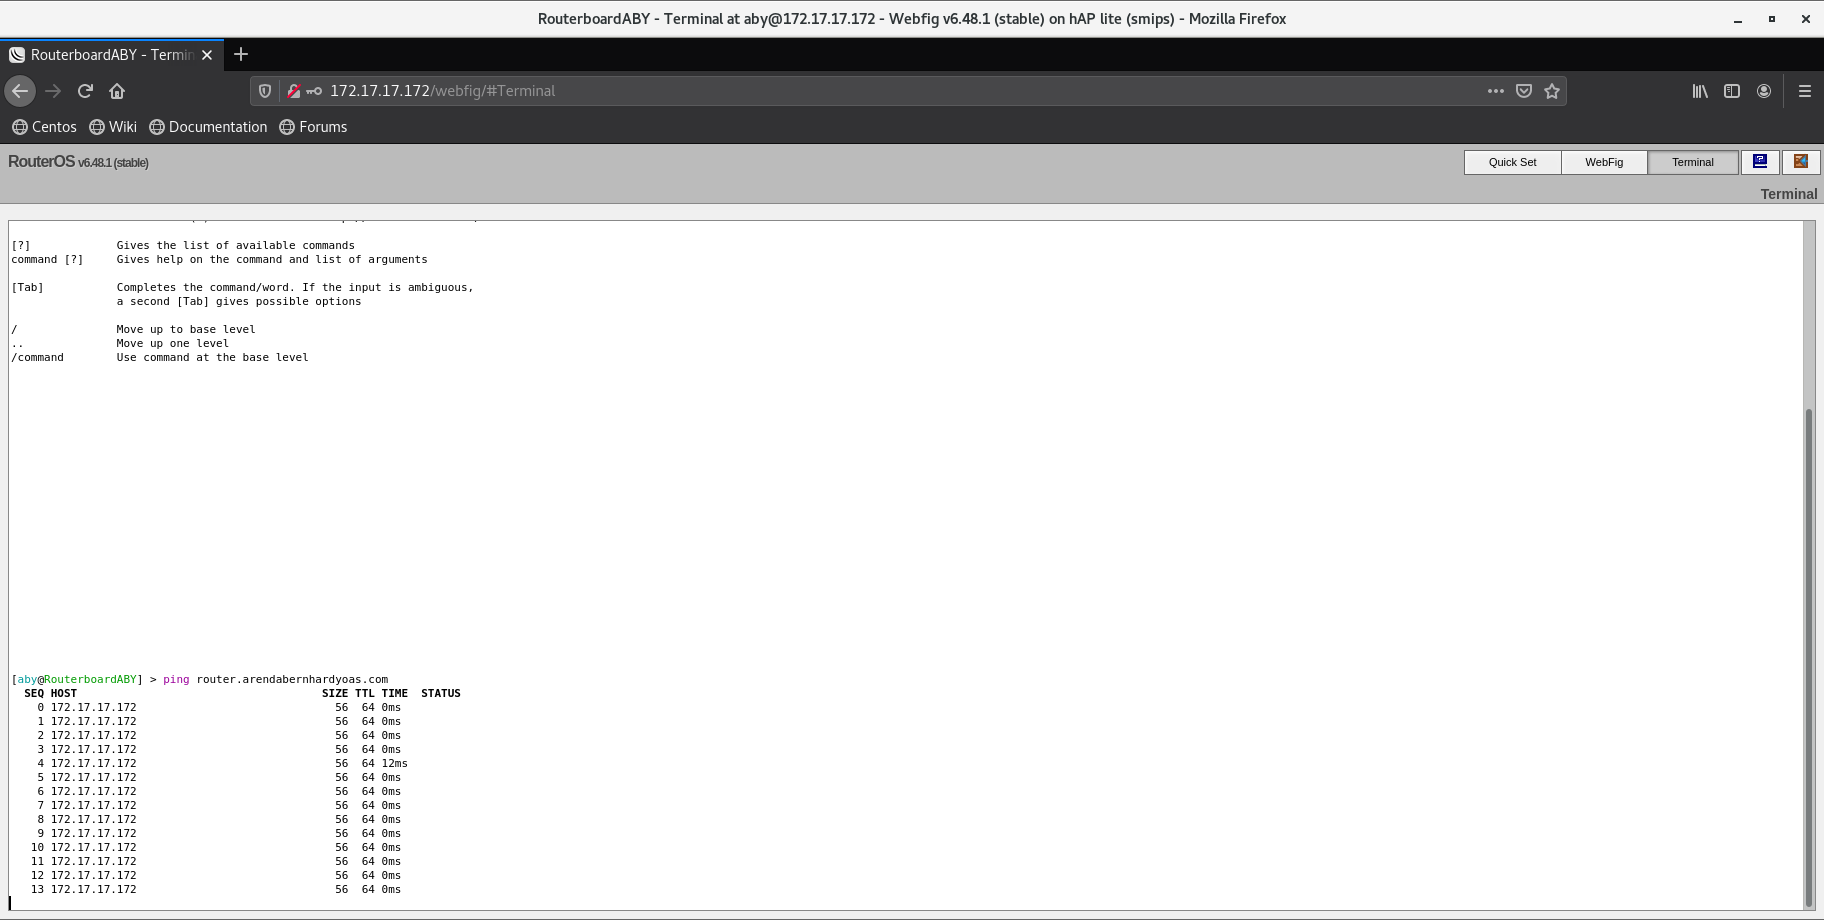 RouterboardABY - Terminal at aby@172.17.17.172 - Webfig v6.48.1 (stable) on hAP lite (smips) - Mozilla Firefox
RouterboardABY - Termin
172.17.17.172/webfig/#Terminal
Centos Wiki Documentation Forums
RouterOS v6.48.1 (stable) Quick Set WebFig Terminal
Terminal
[?] Gives the list of available commands
command [?] Gives help on the command and list of arguments
[Tab] Completes the command/word. If the input is ambiguous,
a second [Tab] gives possible options
/ Move up to base level
.. Move up one level
/command Use command at the base level
[aby@RouterboardABY] > ping router.arendabernhardyoas.com
SEQ HOST SIZE TTL TIME STATUS
0 172.17.17.172 56 64 0ms
1 172.17.17.172 56 64 0ms
2 172.17.17.172 56 64 0ms
3 172.17.17.172 56 64 0ms
4 172.17.17.172 56 64 12ms
5 172.17.17.172 56 64 0ms
6 172.17.17.172 56 64 0ms
7 172.17.17.172 56 64 0ms
8 172.17.17.172 56 64 0ms
9 172.17.17.172 56 64 0ms
10 172.17.17.172 56 64 0ms
11 172.17.17.172 56 64 0ms
12 172.17.17.172 56 64 0ms
13 172.17.17.172 56 64 0ms